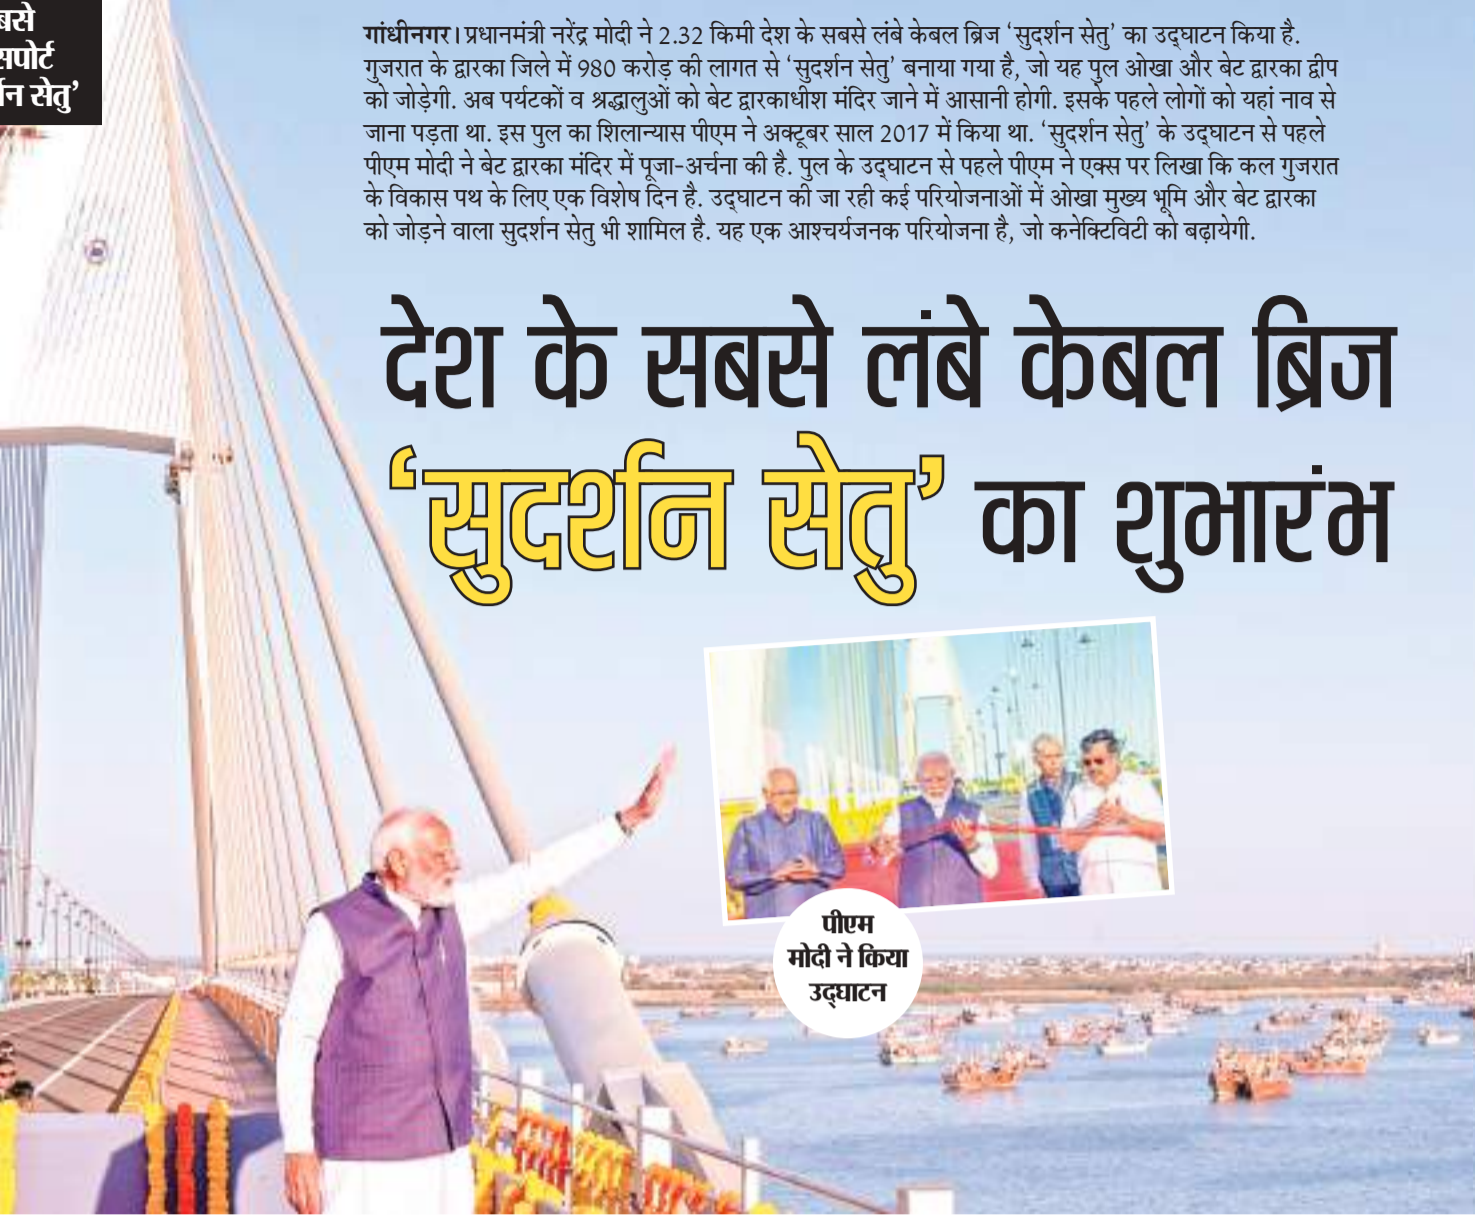 बसे
सपोर्ट
र्न सेतु’
गांधीनगर। प्रधानमंत्री नरेंद्र मोदी ने 2.32 किमी देश के सबसे लंबे केबल ब्रिज ‘सुदर्शन सेतु’ का उद्घाटन किया है.
गुजरात के द्वारका जिले में 980 करोड़ की लागत से ‘सुदर्शन सेतु’ बनाया गया है, जो यह पुल ओखा और बेट द्वारका द्वीप
को जोड़ेगी. अब पर्यटकों व श्रद्धालुओं को बेट द्वारकाधीश मंदिर जाने में आसानी होगी. इसके पहले लोगों को यहां नाव से
जाना पड़ता था. इस पुल का शिलान्यास पीएम ने अक्टूबर साल 2017 में किया था. ‘सुदर्शन सेतु’ के उद्घाटन से पहले
पीएम मोदी ने बेट द्वारका मंदिर में पूजा-अर्चना की है. पुल के उद्घाटन से पहले पीएम ने एक्स पर लिखा कि कल गुजरात
के विकास पथ के लिए एक विशेष दिन है. उद्घाटन की जा रही कई परियोजनाओं में ओखा मुख्य भूमि और बेट द्वारका
को जोड़ने वाला सुदर्शन सेतु भी शामिल है. यह एक आश्चर्यजनक परियोजना है, जो कनेक्टिविटी को बढ़ायेगी.
देश के सबसे लंबे केबल ब्रिज
‘सुदर्शन सेतु’ का शुभारंभ
पीएम
मोदी ने किया
उद्घाटन